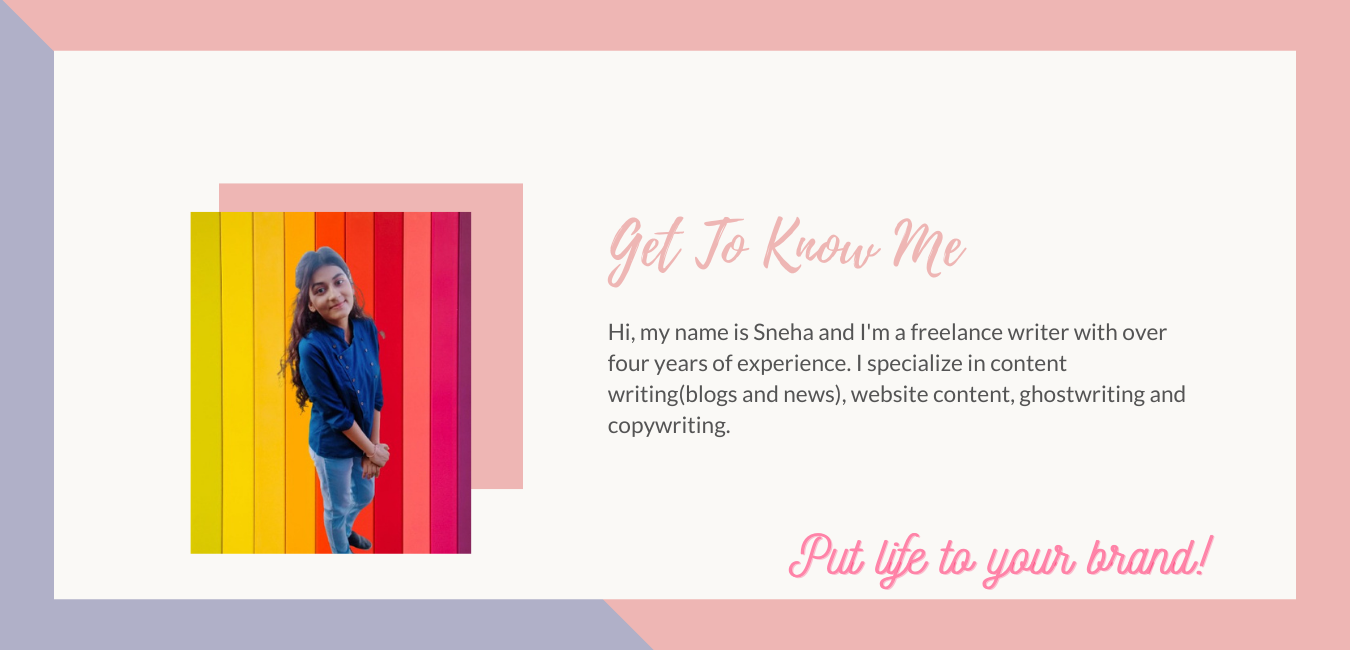 Get To Know Me
Hi, my name is Sneha and I'm a freelance writer with over
four years of experience. I specialize in content
writing(blogs and news), website content, ghostwriting and
copywriting.
Put life to your brand!